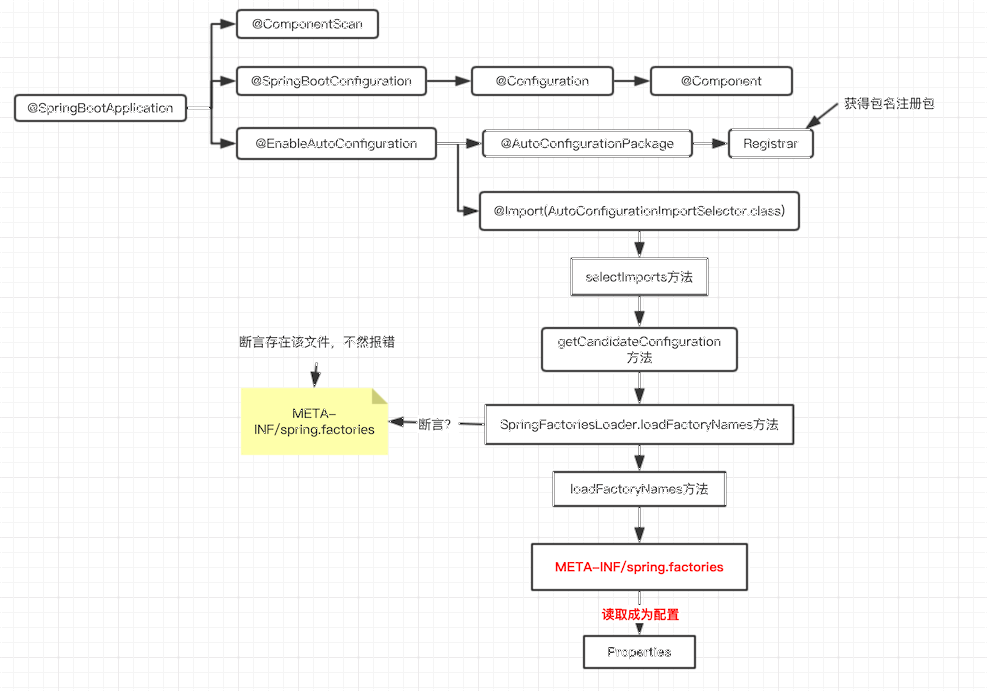 @ComponentScan
@SpringBootConfiguration
@Configuration
@Component
@SpringBootApplication
获得包名注册包
@EnableAutoConfiguration
@AutoConfigurationPackage
Registrar
@Import(AutoConfigurationImportSelector.class)
selectImports方法
getCandidateConfiguration
方法
断言存在该文件，不然报错
META-
INF/spring.factories
断言?
SpringFactoriesLoader.loadFactoryNames方法
loadFactoryNames方法
META-INF/spring.factories
读取成为配置
Properties